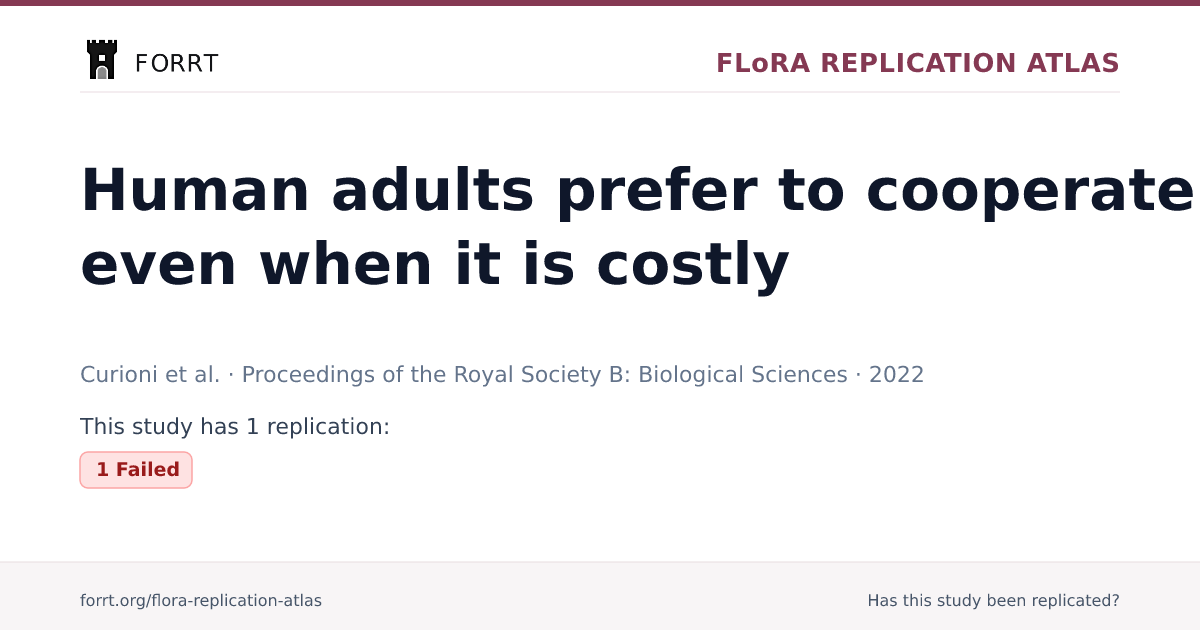 FORRT
FLoRA REPLICATION ATLAS
Human adults prefer to cooperate
even when it is costly
Curioni et al. · Proceedings of the Royal Society B: Biological Sciences · 2022
This study has 1 replication:
1 Failed
forrt.org/flora-replication-atlas
Has this study been replicated?